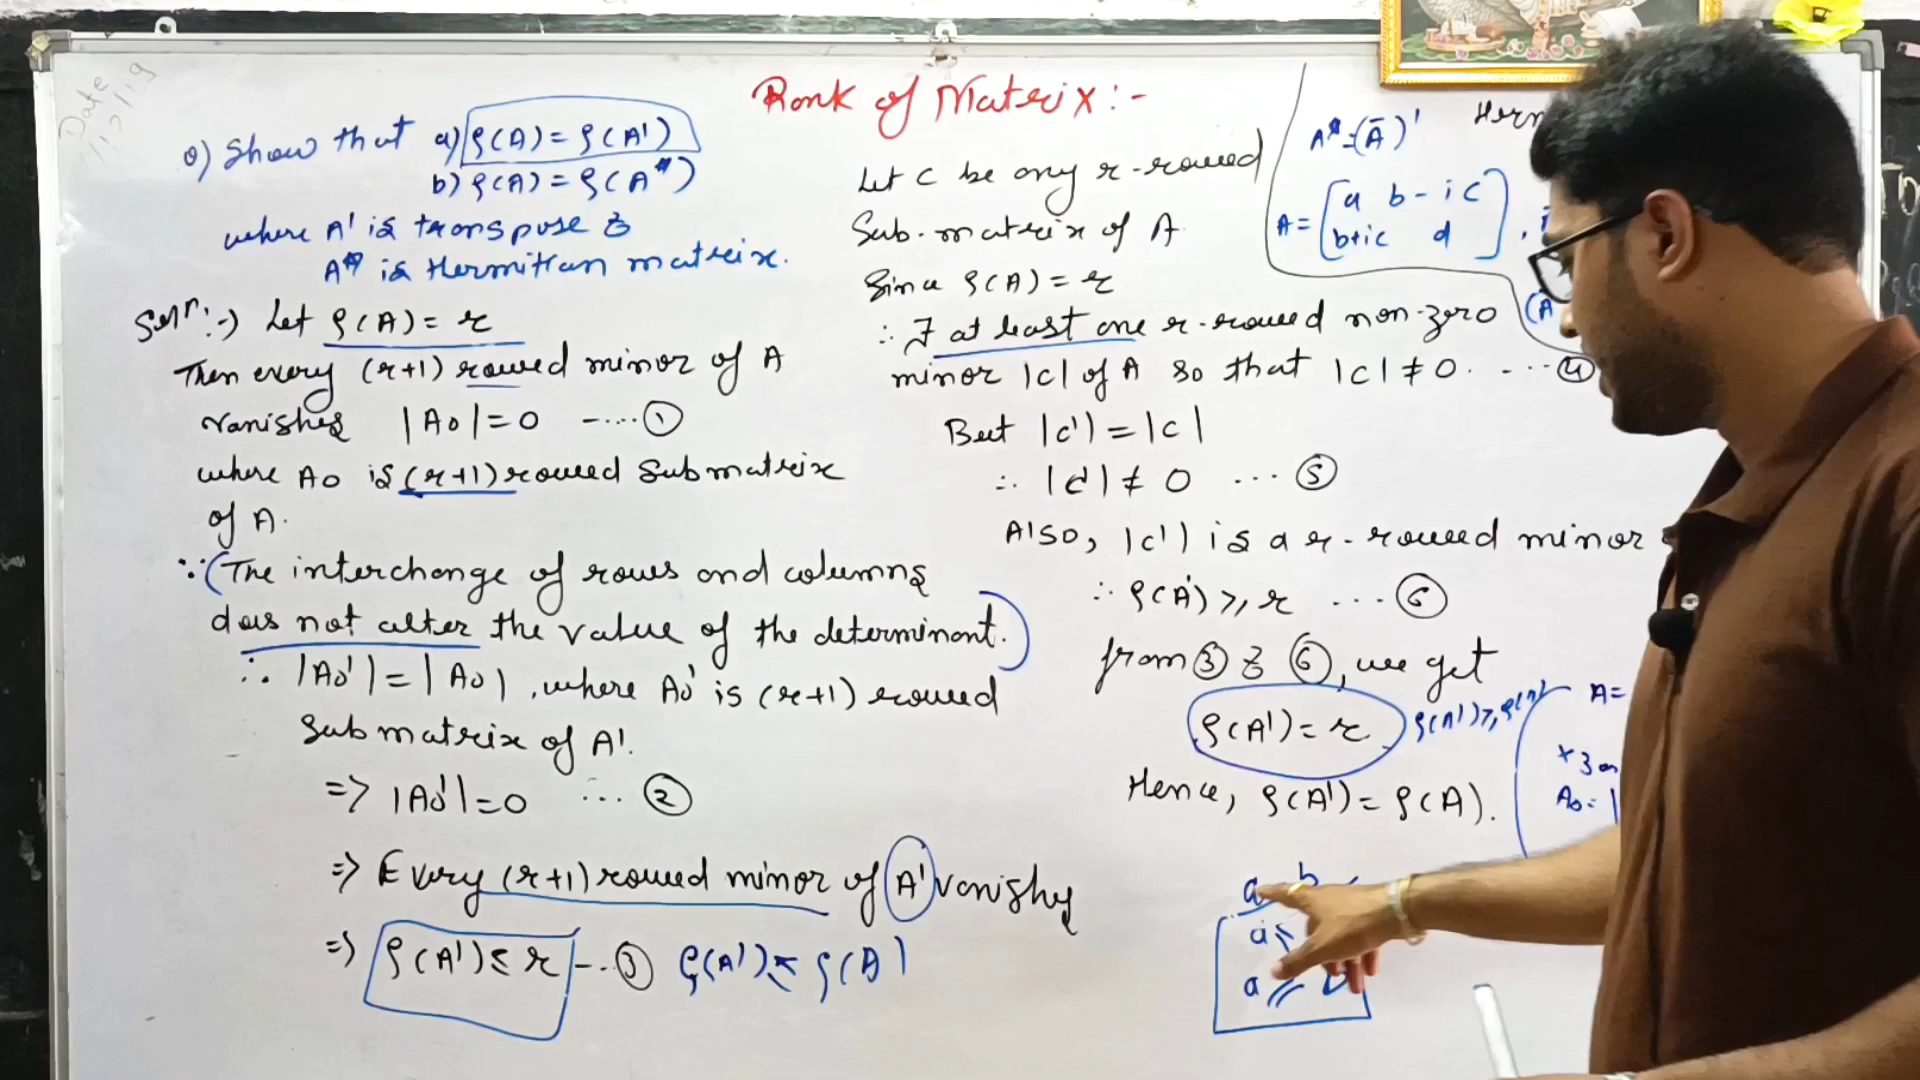 Date
Rank of Matrix :-
Q) Show that a) ρ(A) = ρ(A')
b) ρ(A) = ρ(A*)
where A' is transpose &
A* is Hermitian matrix.
Soln :-) Let ρ(A) = r
Then every (r+1) rowed minor of A
vanishes |A₀| = 0 -....①
where A₀ is (r+1) rowed submatrix
of A.
∵ (The interchange of rows and columns
does not alter the value of the determinant.)
∴ |A₀'| = |A₀|, where A₀' is (r+1) rowed
Submatrix of A'.
=> |A₀'| = 0 ... ②
=> Every (r+1) rowed minor of A' vanishes
=> ρ(A') ≤ r -..③ ρ(A') ≤ ρ(A)
Let C be any r-rowed
Sub-matrix of A.
Since ρ(A) = r
∴ ∃ at least one r-rowed non-zero
minor |C| of A so that |C| ≠ 0. ....④
But |C'| = |C|
∴ |C'| ≠ 0 ... ⑤
Also, |C'| is a r-rowed minor
∴ ρ(A') ≥ r ... ⑥
from ③ & ⑥, we get
ρ(A') = r ρ(A') ≥ ρ(A)
Hence, ρ(A') = ρ(A).
a b
a ≤
a ≥ b
A* = (Ā)'
A = [a b-ic
b+ic d],
(A
A =
A₀ = |